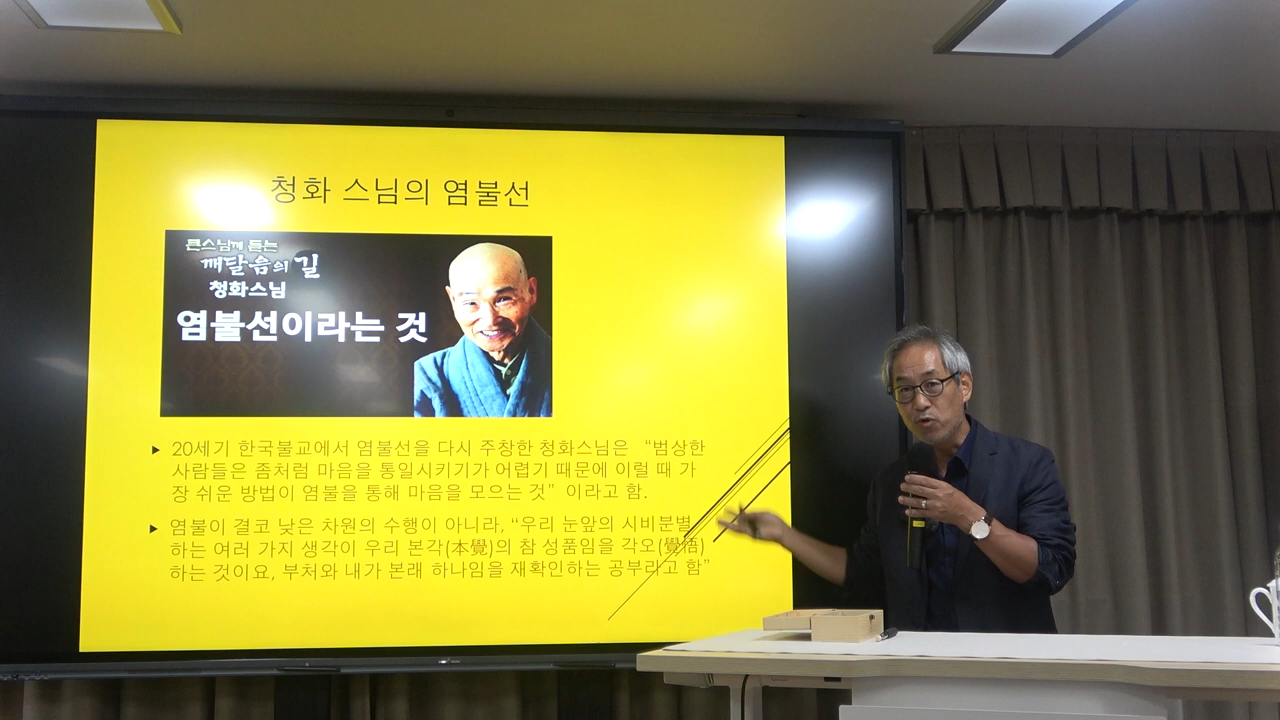 청화 스님의 염불선
큰스님께 듣는
깨달음의 길
청화스님
염불선이라는 것
▸ 20세기 한국불교에서 염불선을 다시 주창한 청화스님은 “범상한
사람들은 좀처럼 마음을 통일시키기가 어렵기 때문에 이럴 때 가
장 쉬운 방법이 염불을 통해 마음을 모으는 것” 이라고 함.
▸ 염불이 결코 낮은 차원의 수행이 아니라, “우리 눈앞의 시비분별
하는 여러 가지 생각이 우리 본각(本覺)의 참 성품임을 각오(覺悟)
하는 것이요, 부처와 내가 본래 하나임을 재확인하는 공부라고 함”